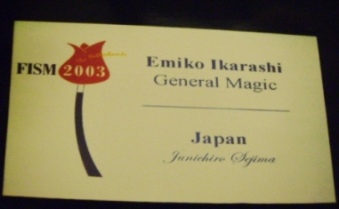 FISM 2003
Emiko Ikarashi
General Magic
Japan
Junichiro Sejima